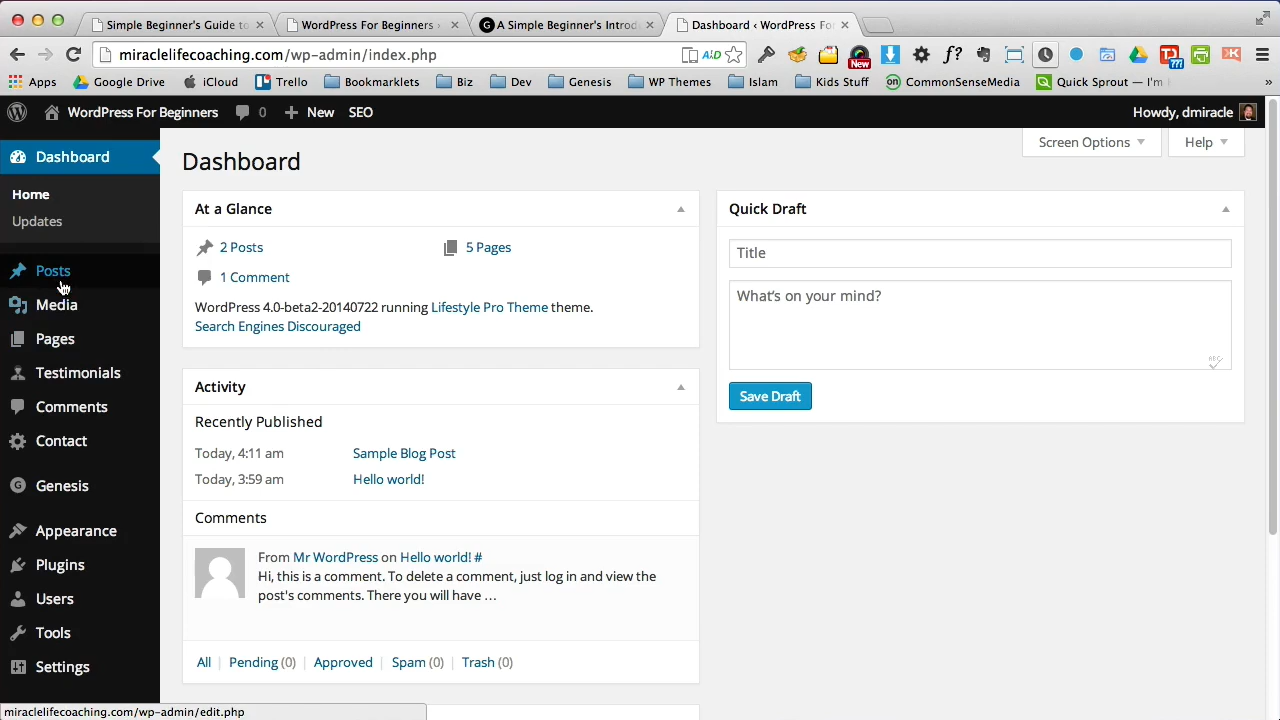 Simple Beginner's Guide to
WordPress For Beginners
A Simple Beginner's Introd
Dashboard ‹ WordPress For
miraclelifecoaching.com/wp-admin/index.php
New
Apps
Google Drive
iCloud
Trello
Bookmarklets
Biz
Dev
Genesis
WP Themes
Islam
Kids Stuff
CommonSenseMedia
Quick Sprout — I'm
»
WordPress For Beginners
0
New
SEO
Howdy, dmiracle
Dashboard
Home
Updates
Posts
Media
Pages
Testimonials
Comments
Contact
Genesis
Appearance
Plugins
Users
Tools
Settings
Screen Options
Help
Dashboard
At a Glance
2 Posts
5 Pages
1 Comment
WordPress 4.0-beta2-20140722 running Lifestyle Pro Theme theme.
Search Engines Discouraged
Activity
Recently Published
Today, 4:11 am Sample Blog Post
Today, 3:59 am Hello world!
Comments
From Mr WordPress on Hello world! #
Hi, this is a comment. To delete a comment, just log in and view the
post's comments. There you will have …
All | Pending (0) | Approved | Spam (0) | Trash (0)
Quick Draft
Title
What's on your mind?
Save Draft
miraclelifecoaching.com/wp-admin/edit.php